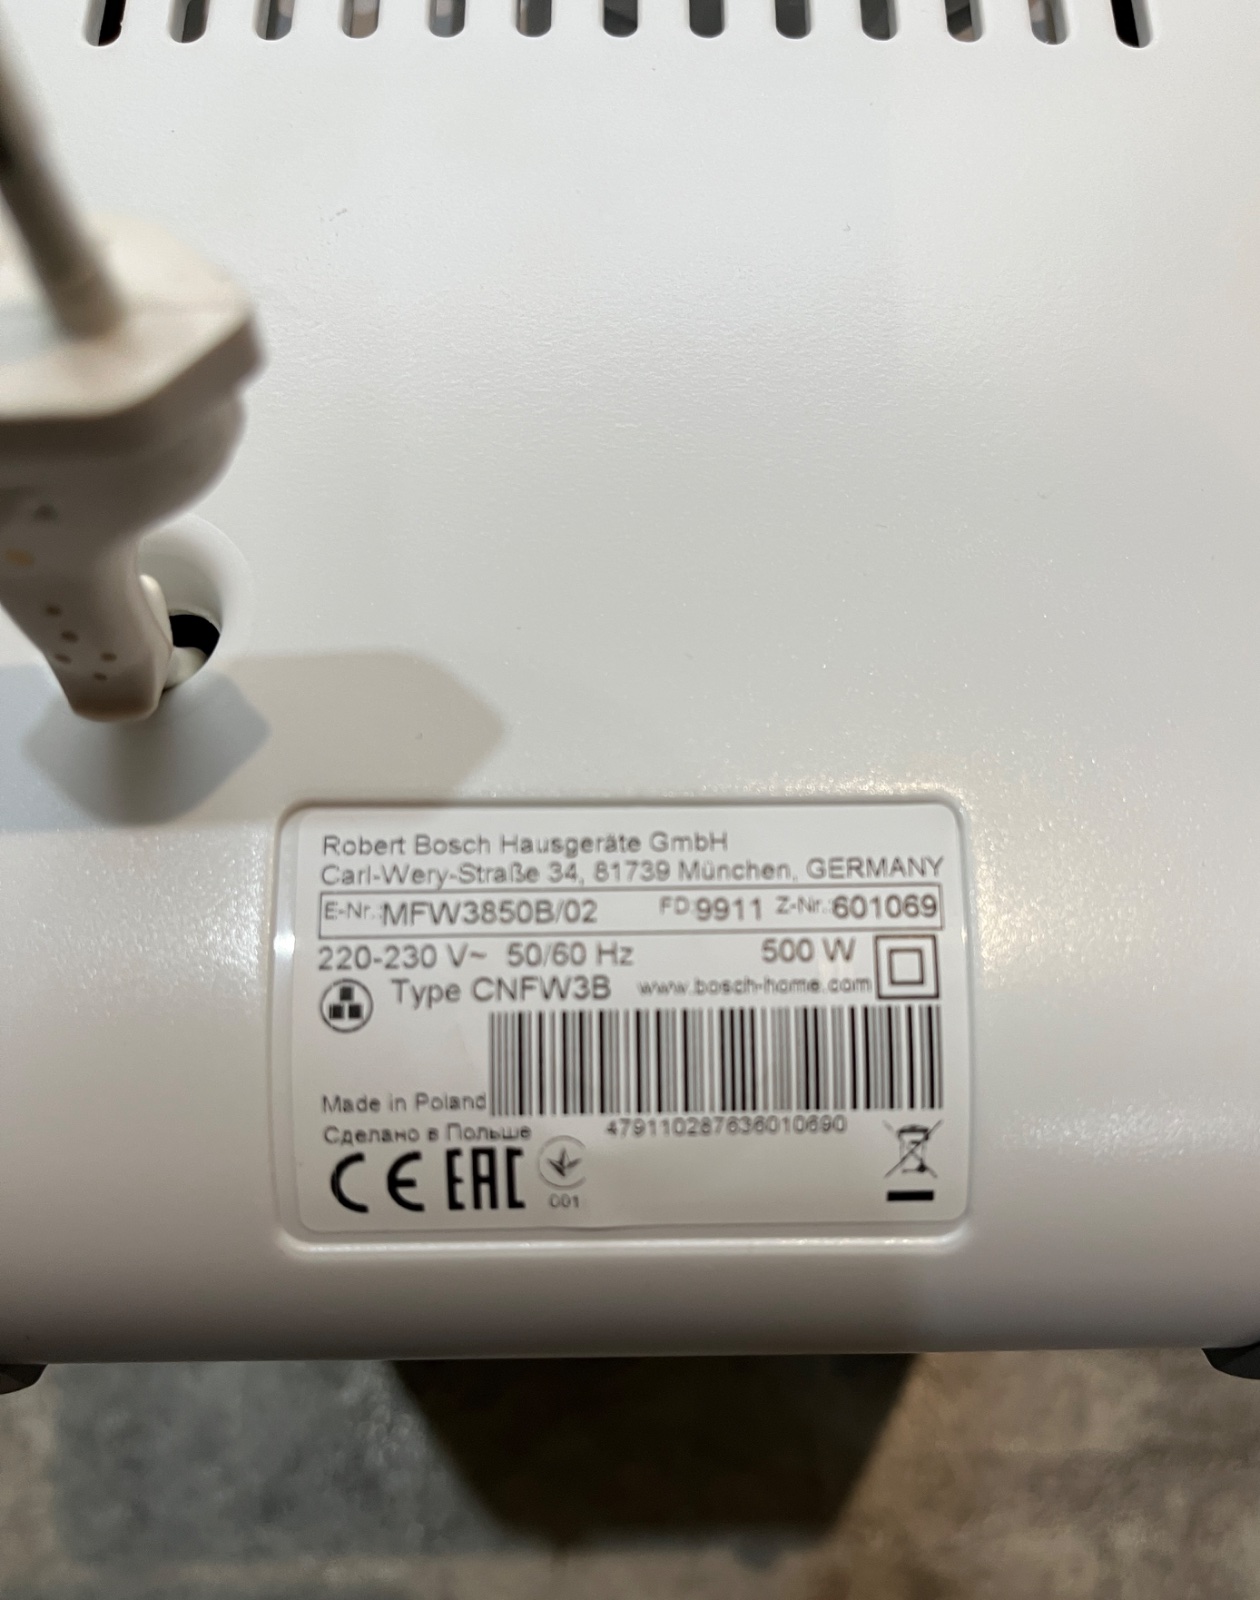 Robert Bosch Hausgeräte GmbH
Carl-Wery-Straße 34, 81739 München, GERMANY
E-Nr.:MFW3850B/02 FD:9911 Z-Nr.:601069
220-230 V~ 50/60 Hz 500 W
Type CNFW3B www.bosch-home.com
Made in Poland
Сделано в Польше
479110287636010690
CE EAC
001